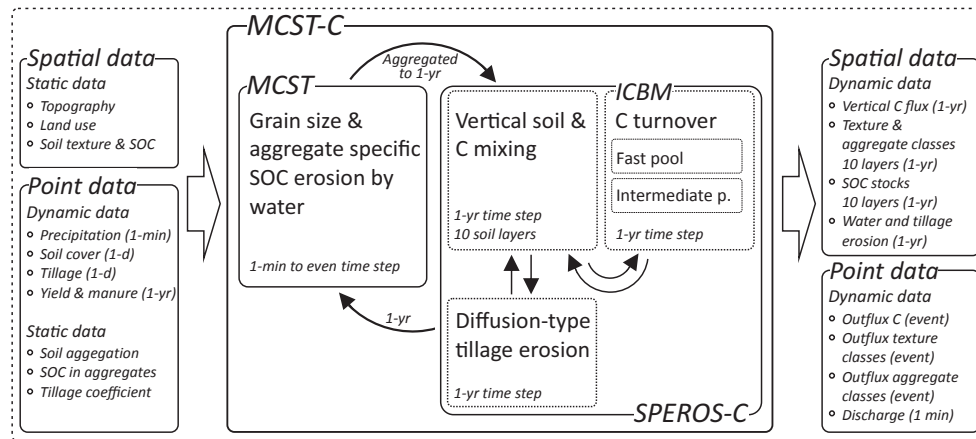 MCST-C
Spatial data
Static data
Topography
Land use
Soil texture & SOC
Point data
Dynamic data
Precipitation (1-min)
Soil cover (1-d)
Tillage (1-d)
Yield & manure (1-yr)
Static data
Soil aggegation
SOC in aggregates
Tillage coefficient
MCST
Grain size &
aggregate specific
SOC erosion by
water
1-min to even time step
Aggregated
to 1-yr
Vertical soil &
C mixing
1-yr time step
10 soil layers
ICBM
C turnover
Fast pool
Intermediate p.
1-yr time step
1-yr
Diffusion-type
tillage erosion
1-yr time step
SPEROS-C
Spatial data
Dynamic data
Vertical C flux (1-yr)
Texture &
aggregate classes
10 layers (1-yr)
SOC stocks
10 layers (1-yr)
Water and tillage
erosion (1-yr)
Point data
Dynamic data
Outflux C (event)
Outflux texture
classes (event)
Outflux aggregate
classes (event)
Discharge (1 min)